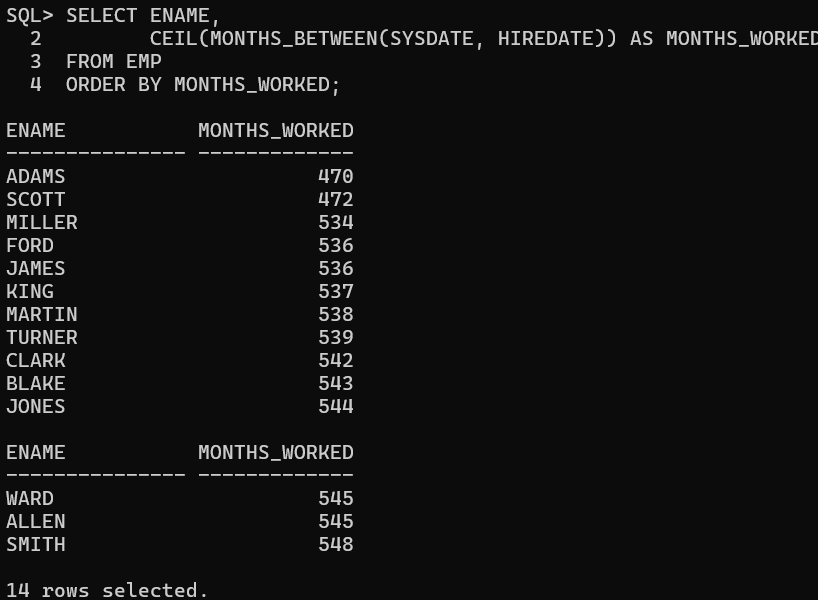 SQL> SELECT ENAME,
  2         CEIL(MONTHS_BETWEEN(SYSDATE, HIREDATE)) AS MONTHS_WORKED
  3  FROM EMP
  4  ORDER BY MONTHS_WORKED;

ENAME           MONTHS_WORKED
--------------- -------------
ADAMS                     470
SCOTT                     472
MILLER                    534
FORD                      536
JAMES                     536
KING                      537
MARTIN                    538
TURNER                    539
CLARK                     542
BLAKE                     543
JONES                     544

ENAME           MONTHS_WORKED
--------------- -------------
WARD                      545
ALLEN                     545
SMITH                     548

14 rows selected.